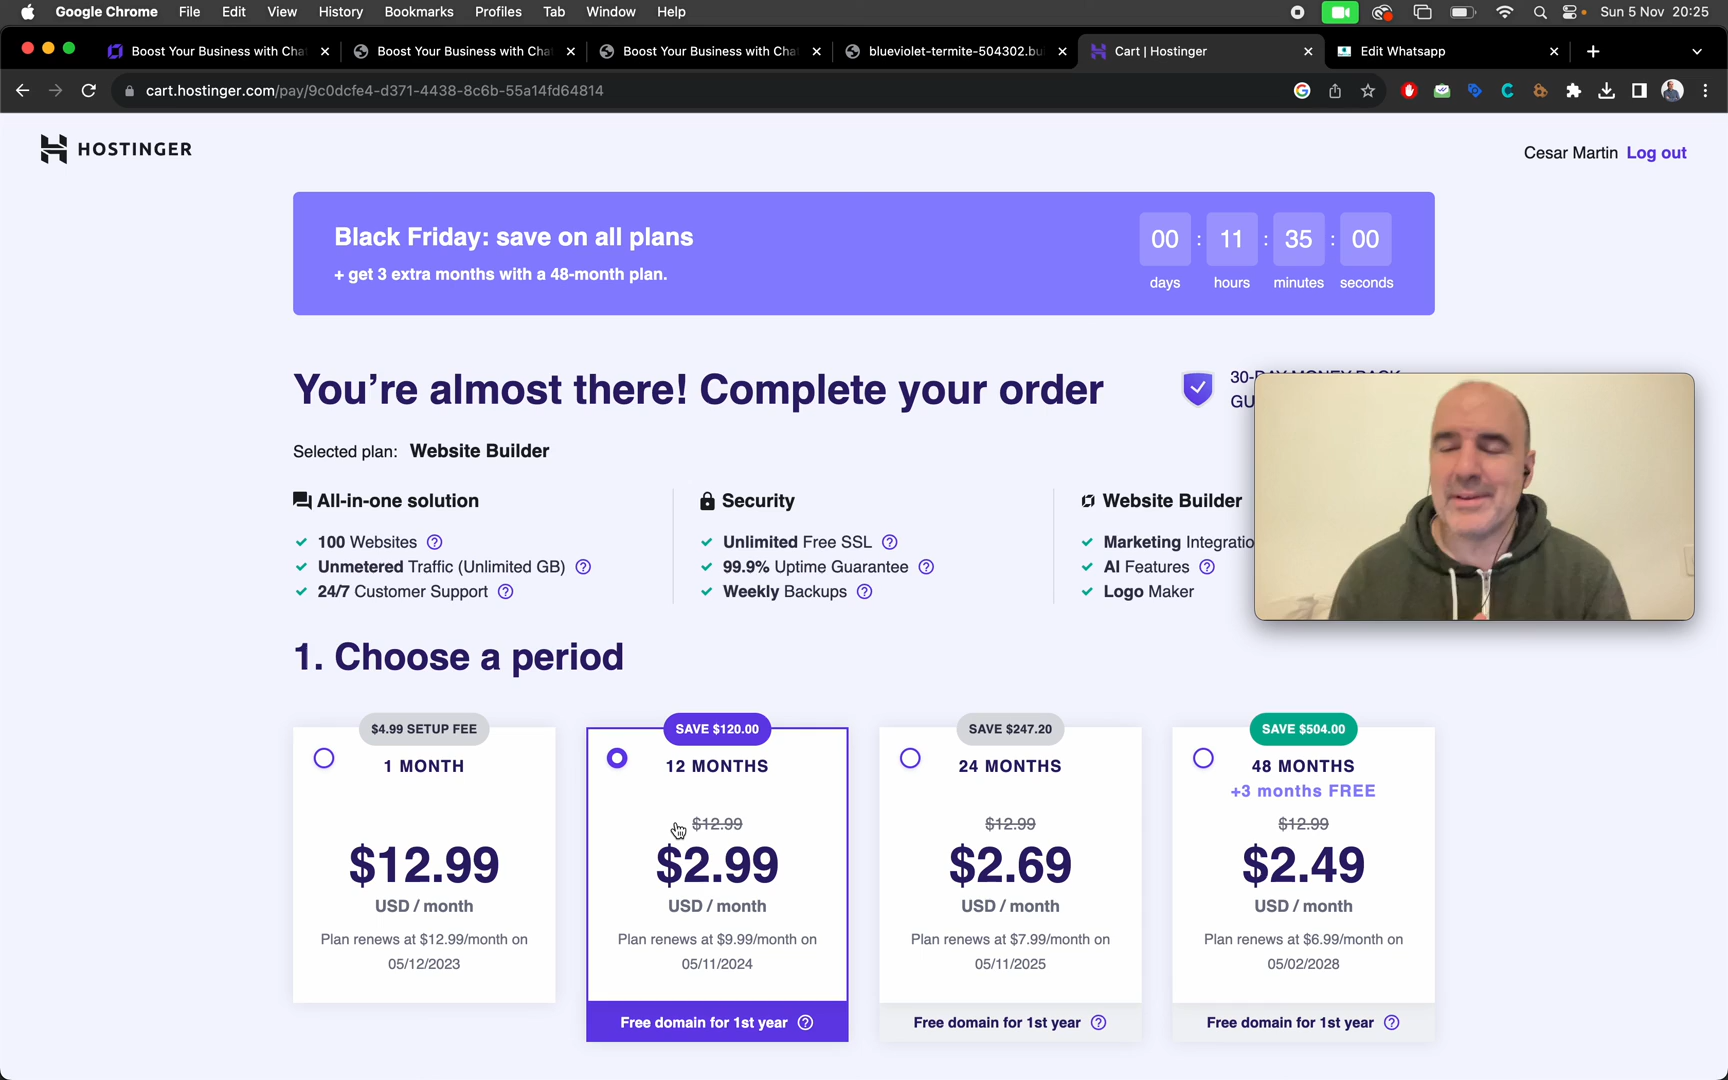 Google Chrome File Edit View History Bookmarks Profiles Tab Window Help Sun 5 Nov 20:25
Boost Your Business with Cha Boost Your Business with Cha Boost Your Business with Cha blueviolet-termite-504302.bu Cart | Hostinger Edit Whatsapp
cart.hostinger.com/pay/9c0dcfe4-d371-4438-8c6b-55a14fd64814
HOSTINGER
Cesar Martin Log out
Black Friday: save on all plans
+ get 3 extra months with a 48-month plan.
00 : 11 : 35 : 00
days hours minutes seconds
You're almost there! Complete your order
30-DAY MONEY BACK
GU
Selected plan: Website Builder
All-in-one solution
100 Websites
Unmetered Traffic (Unlimited GB)
24/7 Customer Support
Security
Unlimited Free SSL
99.9% Uptime Guarantee
Weekly Backups
Website Builder
Marketing Integratio
AI Features
Logo Maker
1. Choose a period
$4.99 SETUP FEE
1 MONTH
$12.99
USD / month
Plan renews at $12.99/month on
05/12/2023
SAVE $120.00
12 MONTHS
$12.99
$2.99
USD / month
Plan renews at $9.99/month on
05/11/2024
Free domain for 1st year
SAVE $247.20
24 MONTHS
$12.99
$2.69
USD / month
Plan renews at $7.99/month on
05/11/2025
Free domain for 1st year
SAVE $504.00
48 MONTHS
+3 months FREE
$12.99
$2.49
USD / month
Plan renews at $6.99/month on
05/02/2028
Free domain for 1st year